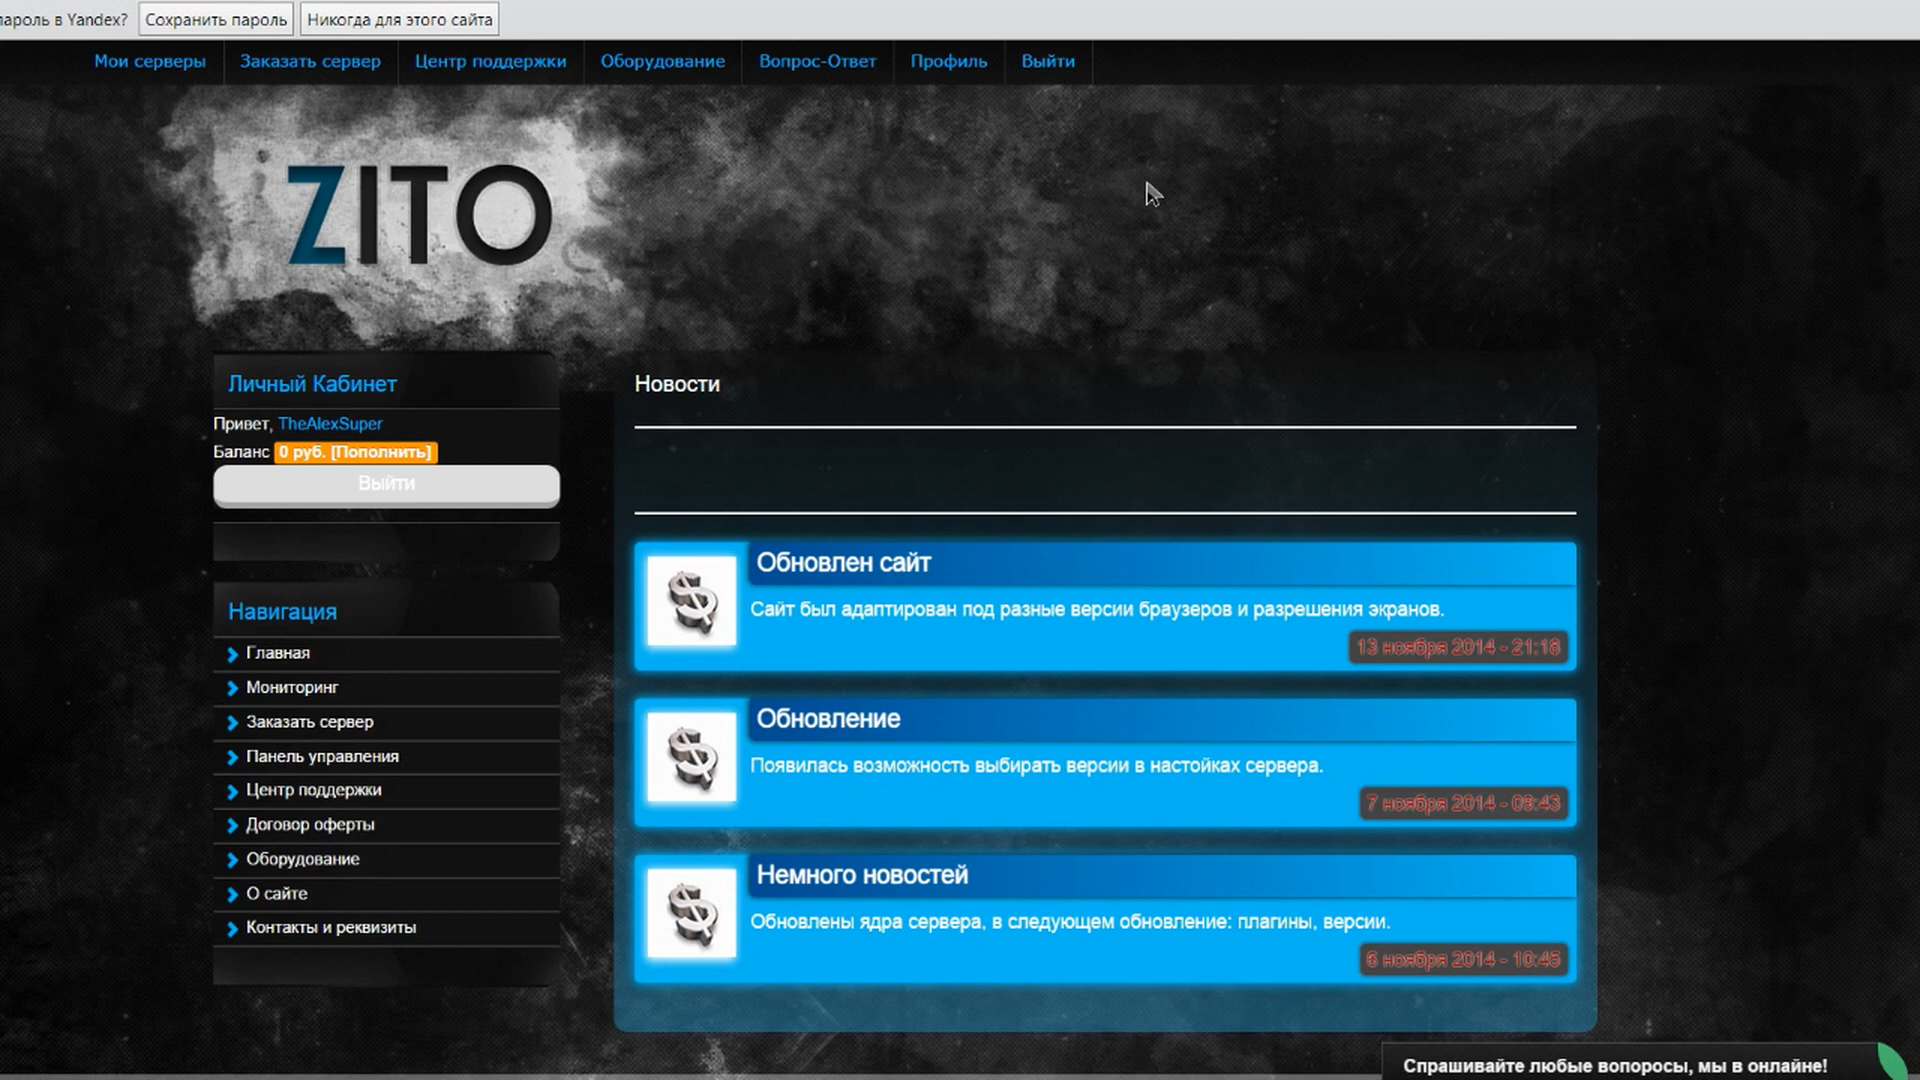 пароль в Yandex? Сохранить пароль Никогда для этого сайта
Мои серверы Заказать сервер Центр поддержки Оборудование Вопрос-Ответ Профиль Выйти
ZITO
Личный Кабинет
Привет, TheAlexSuper
Баланс 0 руб. [Пополнить]
Выйти
Навигация
Главная
Мониторинг
Заказать сервер
Панель управления
Центр поддержки
Договор оферты
Оборудование
О сайте
Контакты и реквизиты
Новости
Обновлен сайт
Сайт был адаптирован под разные версии браузеров и разрешения экранов.
13 ноября 2014 - 21:18
Обновление
Появилась возможность выбирать версии в настойках сервера.
7 ноября 2014 - 09:43
Немного новостей
Обновлены ядра сервера, в следующем обновление: плагины, версии.
6 ноября 2014 - 10:45
Спрашивайте любые вопоросы, мы в онлайне!